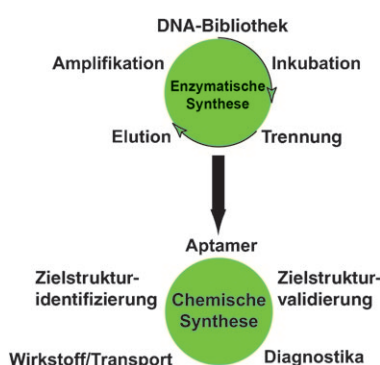 DNA-Bibliothek
Amplifikation
Inkubation
Enzymatische
Synthese
Elution
Trennung
Aptamer
Zielstruktur-
identifizierung
Zielstruktur-
validierung
Chemische
Synthese
Wirkstoff/Transport
Diagnostika